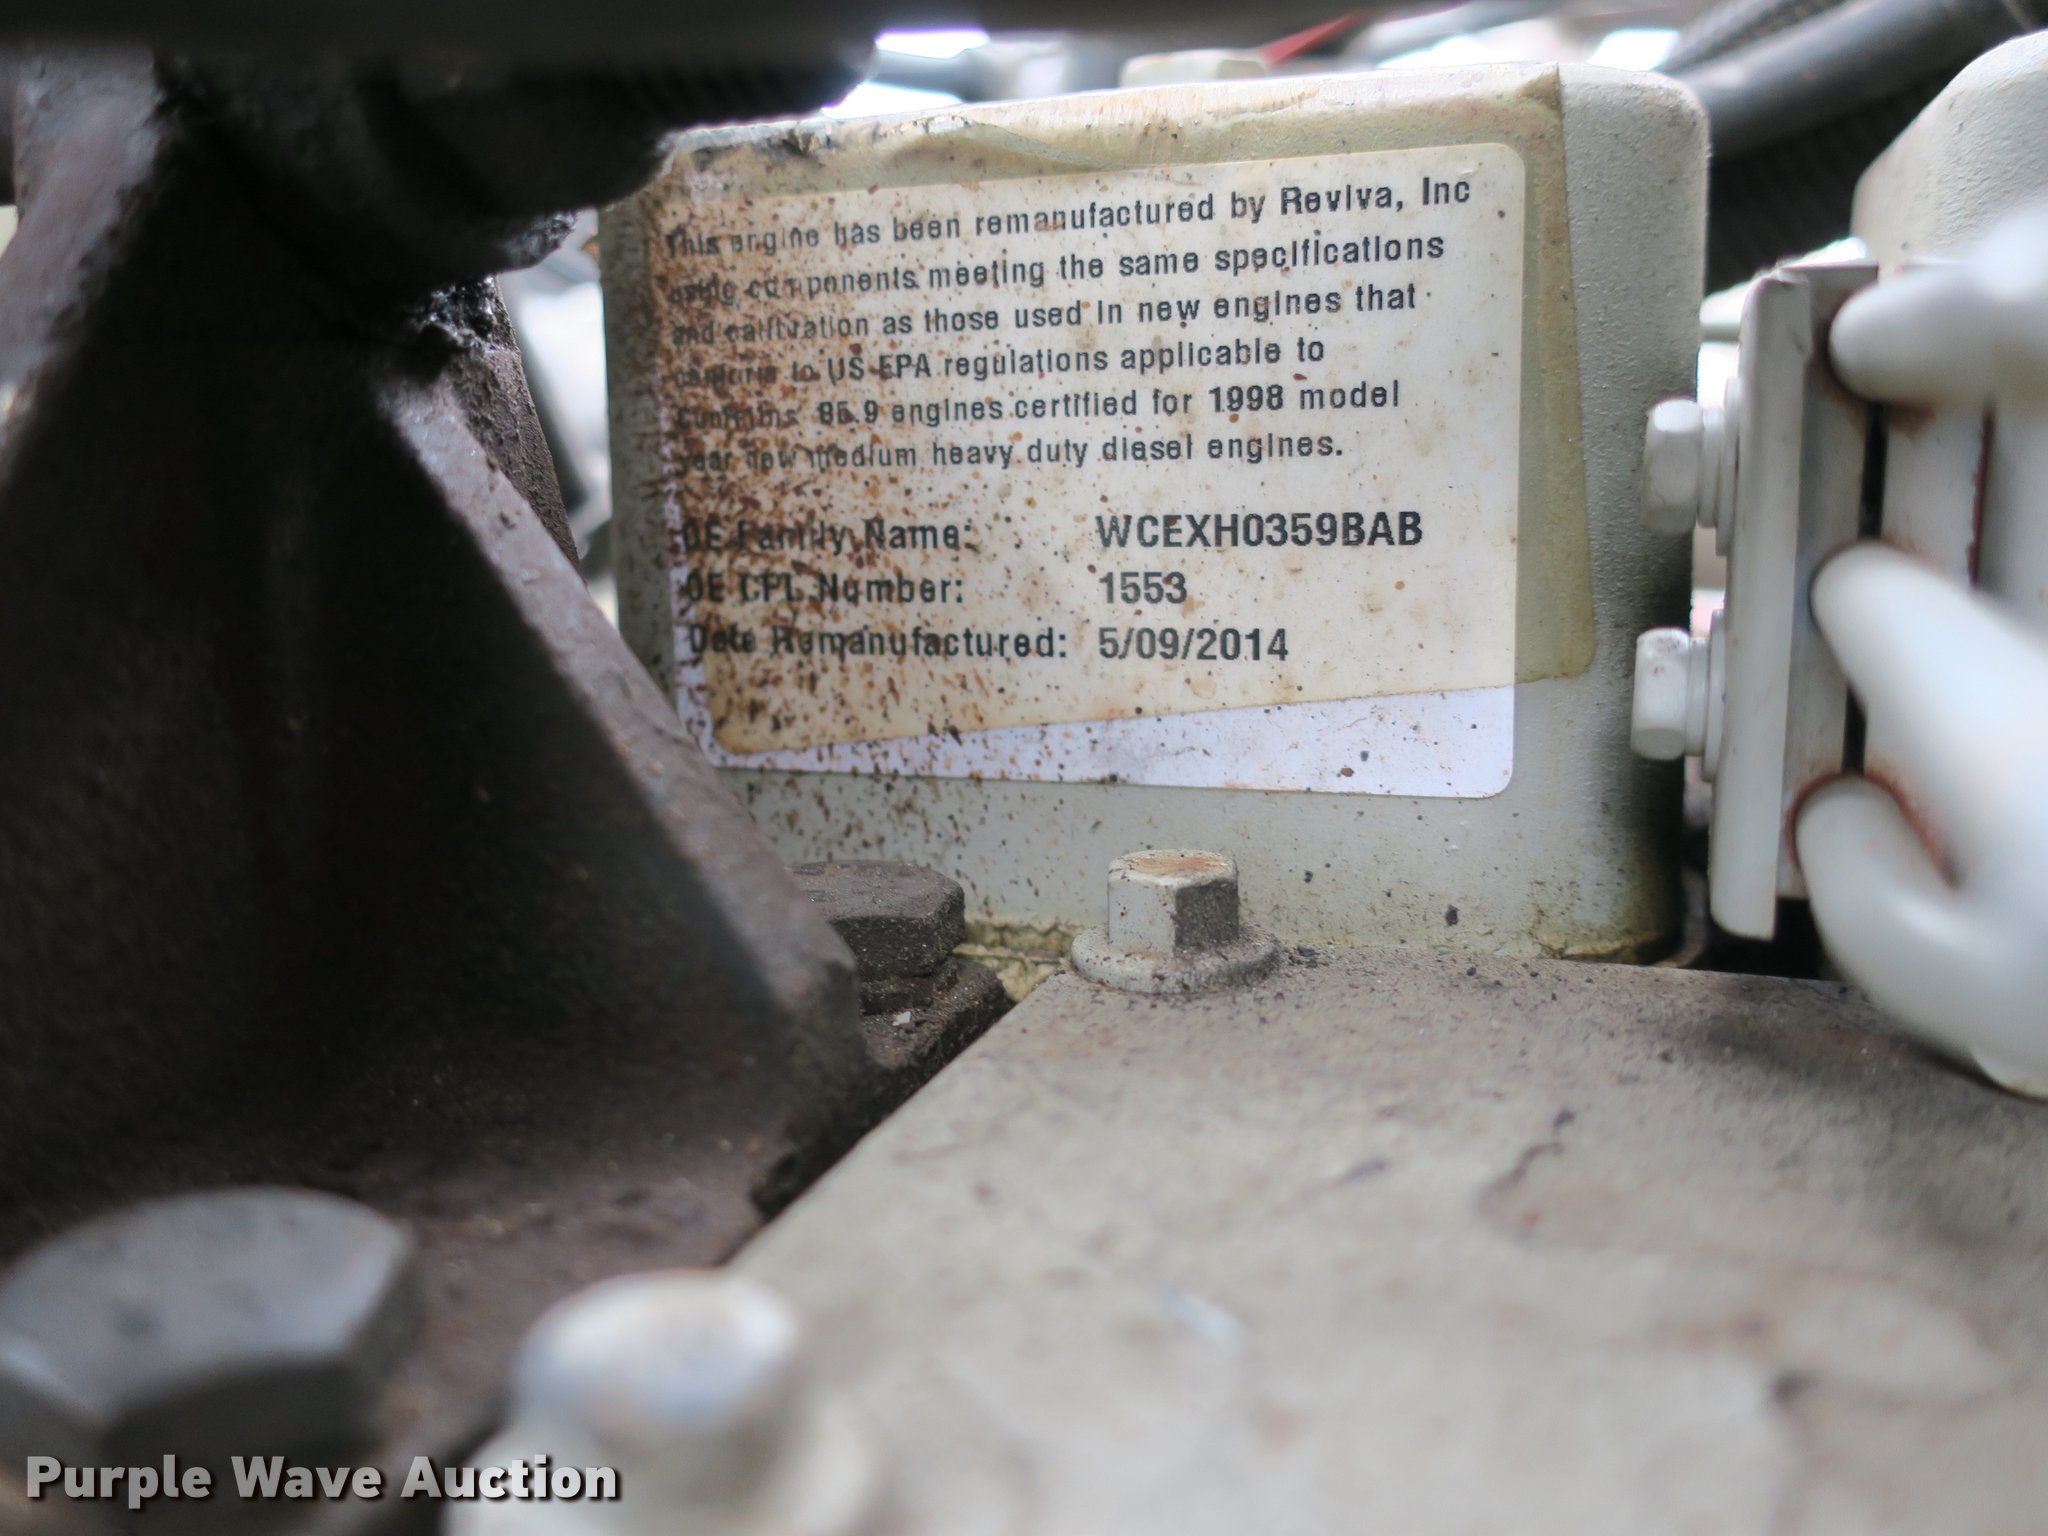 This engine has been remanufactured by Reviva, Inc
using components meeting the same specifications
and calibration as those used in new engines that
conform to US EPA regulations applicable to
Cummins B5.9 engines certified for 1998 model
year new medium heavy duty diesel engines.
OE Family Name: WCEXH0359BAB
OE CPL Number: 1553
Date Remanufactured: 5/09/2014
Purple Wave Auction